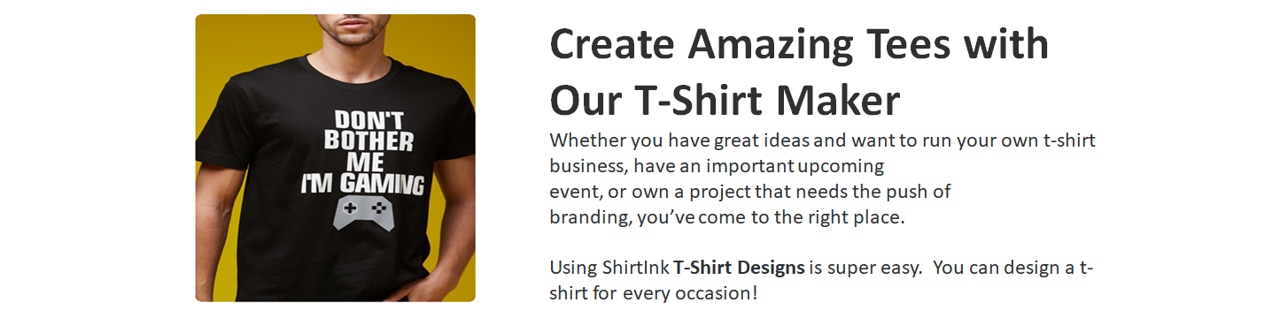 DON'T
BOTHER
ME
I'M GAMING
Create Amazing Tees with
Our T-Shirt Maker
Whether you have great ideas and want to run your own t-shirt
business, have an important upcoming
event, or own a project that needs the push of
branding, you’ve come to the right place.
Using ShirtInk T-Shirt Designs is super easy.  You can design a t-
shirt for every occasion!